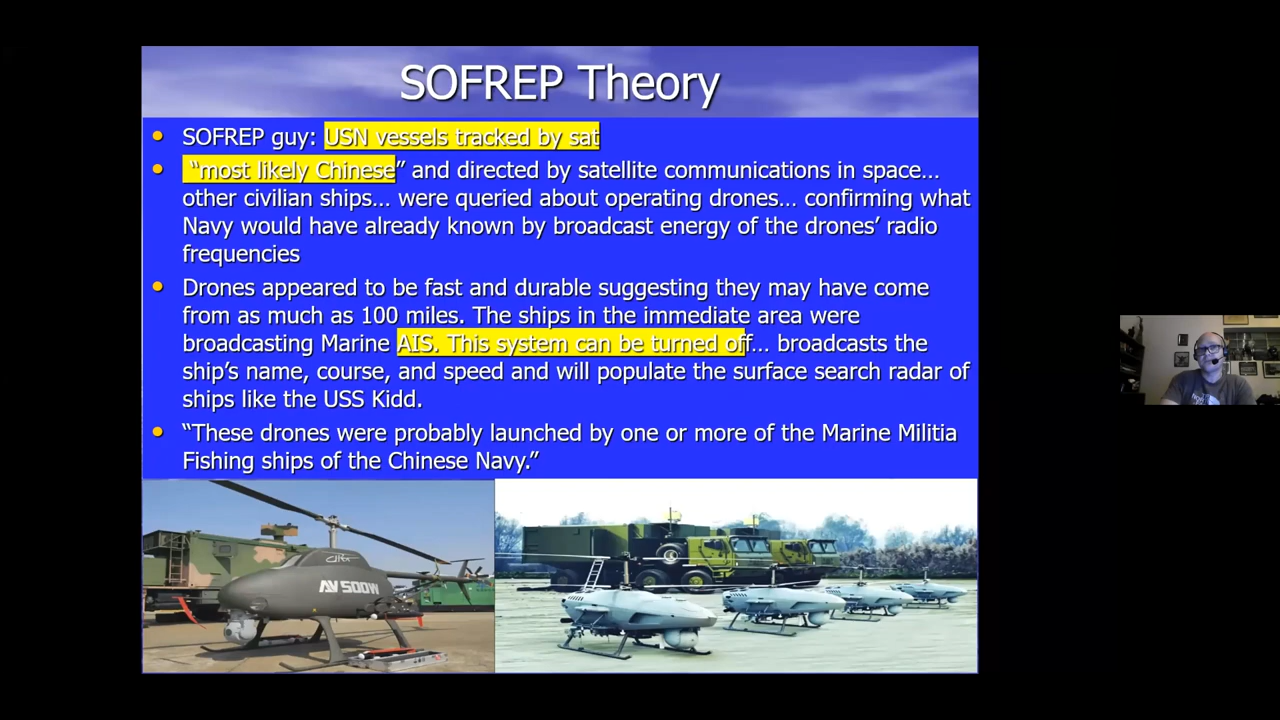 SOFREP Theory
SOFREP guy: USN vessels tracked by sat
“most likely Chinese” and directed by satellite communications in space…
other civilian ships… were queried about operating drones… confirming what
Navy would have already known by broadcast energy of the drones’ radio
frequencies
Drones appeared to be fast and durable suggesting they may have come
from as much as 100 miles. The ships in the immediate area were
broadcasting Marine AIS. This system can be turned off… broadcasts the
ship’s name, course, and speed and will populate the surface search radar of
ships like the USS Kidd.
“These drones were probably launched by one or more of the Marine Militia
Fishing ships of the Chinese Navy.”
AV500W